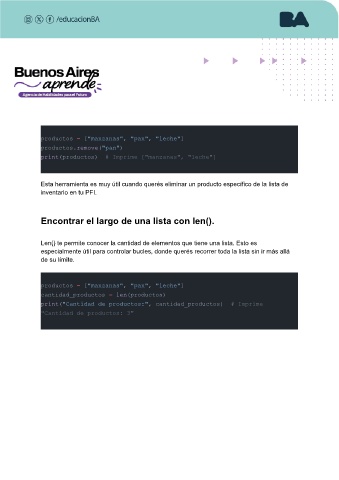 /educacionBA
BA
Buenos Aires
aprende
Agencia de Habilidades para el Futuro
productos = ["manzanas", "pan", "leche"]
productos.remove("pan")
print(productos)  # Imprime ["manzanas", "leche"]
Esta herramienta es muy útil cuando querés eliminar un producto específico de la lista de
inventario en tu PFI.
Encontrar el largo de una lista con len().
Len() te permite conocer la cantidad de elementos que tiene una lista. Esto es
especialmente útil para controlar bucles, donde querés recorrer toda la lista sin ir más allá
de su límite.
productos = ["manzanas", "pan", "leche"]
cantidad_productos = len(productos)
print("Cantidad de productos:", cantidad_productos)  # Imprime
"Cantidad de productos: 3"